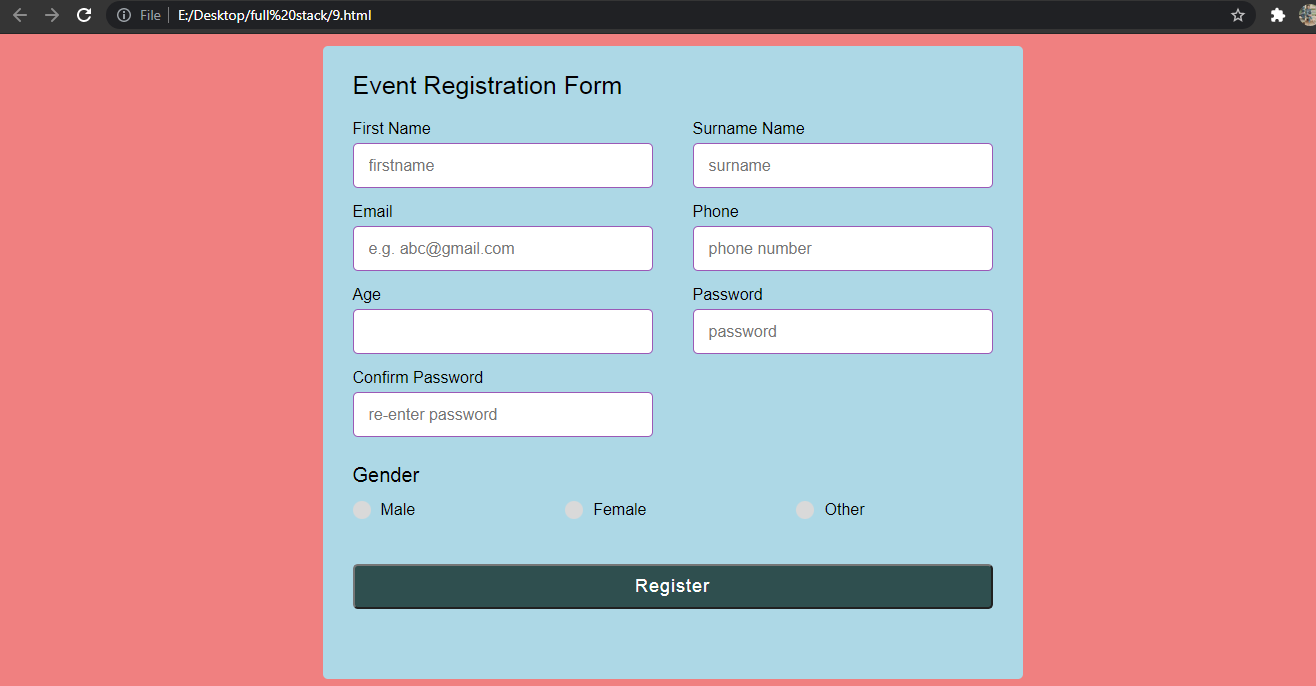 File E:/Desktop/full%20stack/9.html
Event Registration Form
First Name Surname Name
firstname surname
Email Phone
e.g. abc@gmail.com phone number
Age Password
password
Confirm Password
re-enter password
Gender
Male Female Other
Register